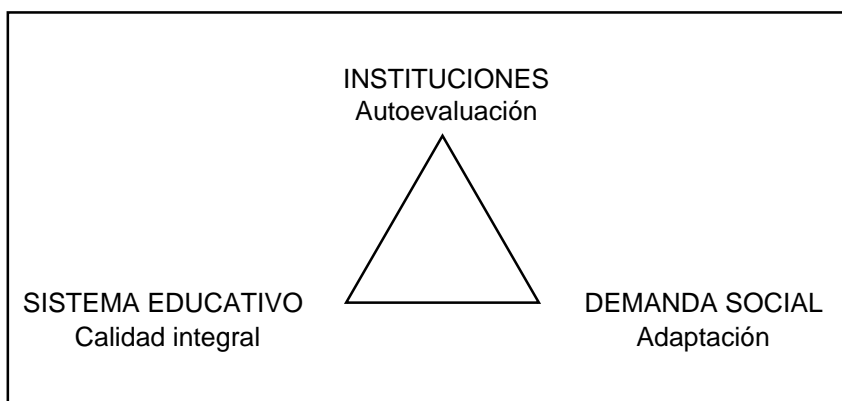 INSTITUCIONES
Autoevaluación
SISTEMA EDUCATIVO
Calidad integral
DEMANDA SOCIAL
Adaptación